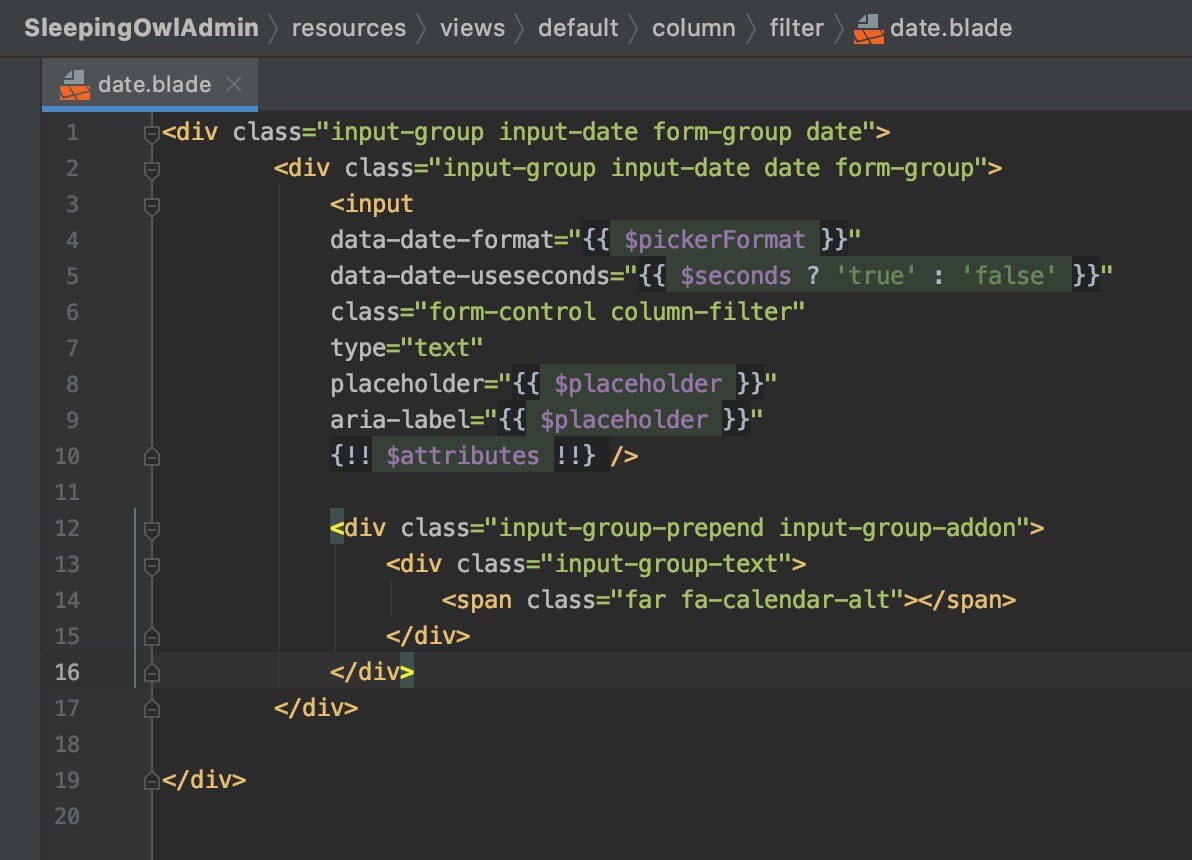 SleepingOwlAdmin resources views default column filter date.blade
date.blade
1 <div class="input-group input-date form-group date">
2         <div class="input-group input-date date form-group">
3             <input
4             data-date-format="{{ $pickerFormat }}"
5             data-date-useseconds="{{ $seconds ? 'true' : 'false' }}"
6             class="form-control column-filter"
7             type="text"
8             placeholder="{{ $placeholder }}"
9             aria-label="{{ $placeholder }}"
10             {!! $attributes !!} />
11
12             <div class="input-group-prepend input-group-addon">
13                 <div class="input-group-text">
14                     <span class="far fa-calendar-alt"></span>
15                 </div>
16             </div>
17         </div>
18
19 </div>
20